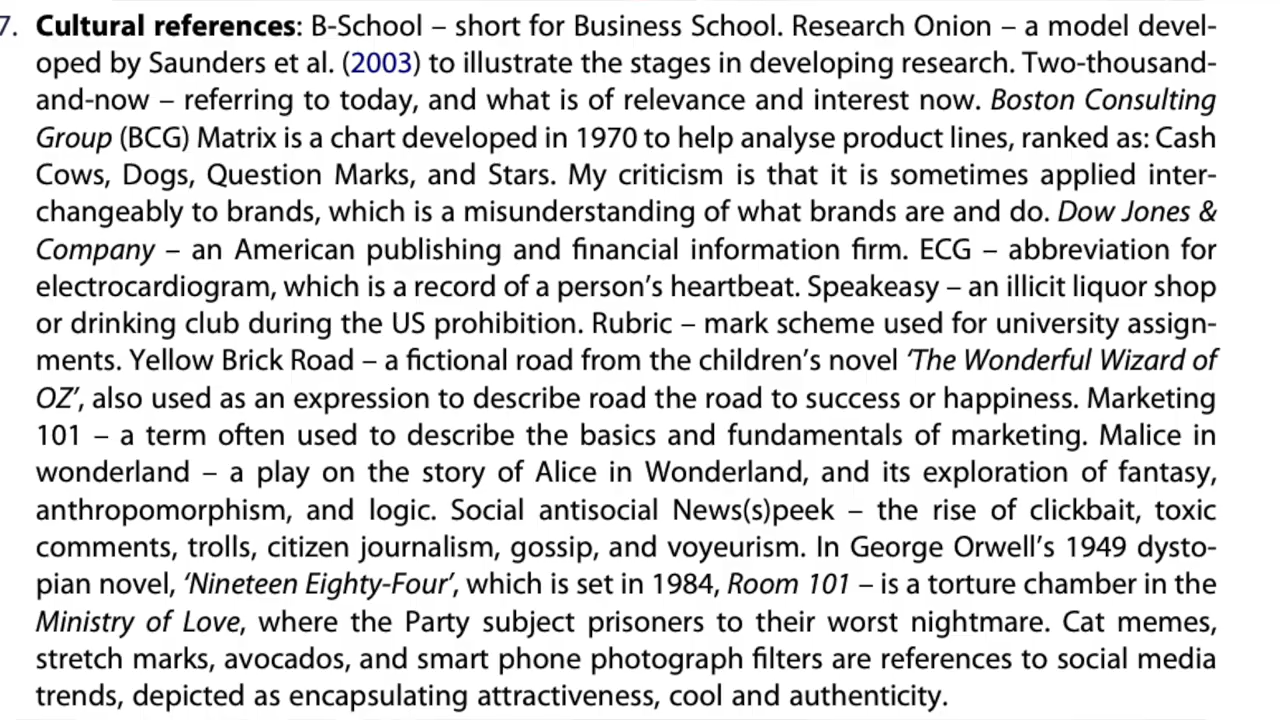 7. Cultural references: B-School – short for Business School. Research Onion – a model devel-
oped by Saunders et al. (2003) to illustrate the stages in developing research. Two-thousand-
and-now – referring to today, and what is of relevance and interest now. Boston Consulting
Group (BCG) Matrix is a chart developed in 1970 to help analyse product lines, ranked as: Cash
Cows, Dogs, Question Marks, and Stars. My criticism is that it is sometimes applied inter-
changeably to brands, which is a misunderstanding of what brands are and do. Dow Jones &
Company – an American publishing and financial information firm. ECG – abbreviation for
electrocardiogram, which is a record of a person's heartbeat. Speakeasy – an illicit liquor shop
or drinking club during the US prohibition. Rubric – mark scheme used for university assign-
ments. Yellow Brick Road – a fictional road from the children's novel 'The Wonderful Wizard of
OZ', also used as an expression to describe road the road to success or happiness. Marketing
101 – a term often used to describe the basics and fundamentals of marketing. Malice in
wonderland – a play on the story of Alice in Wonderland, and its exploration of fantasy,
anthropomorphism, and logic. Social antisocial News(s)peek – the rise of clickbait, toxic
comments, trolls, citizen journalism, gossip, and voyeurism. In George Orwell's 1949 dysto-
pian novel, 'Nineteen Eighty-Four', which is set in 1984, Room 101 – is a torture chamber in the
Ministry of Love, where the Party subject prisoners to their worst nightmare. Cat memes,
stretch marks, avocados, and smart phone photograph filters are references to social media
trends, depicted as encapsulating attractiveness, cool and authenticity.